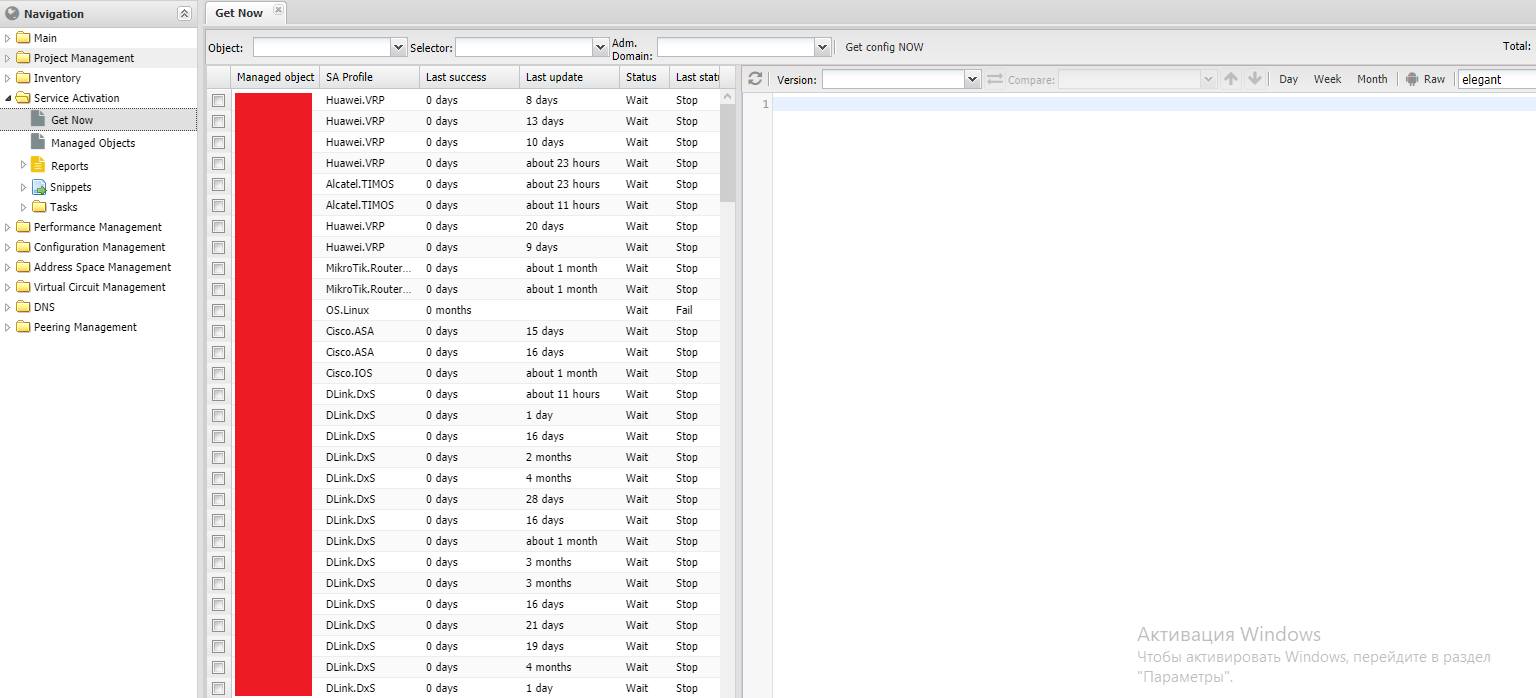 Navigation
Main
Project Management
Inventory
Service Activation
Get Now
Managed Objects
Reports
Snippets
Tasks
Performance Management
Configuration Management
Address Space Management
Virtual Circuit Management
DNS
Peering Management
Get Now
Object: Selector: Adm. Domain: Get config NOW Total:
Managed object SA Profile Last success Last update Status Last statu
Huawei.VRP 0 days 8 days Wait Stop
Huawei.VRP 0 days 13 days Wait Stop
Huawei.VRP 0 days 10 days Wait Stop
Huawei.VRP 0 days about 23 hours Wait Stop
Alcatel.TIMOS 0 days about 23 hours Wait Stop
Alcatel.TIMOS 0 days about 11 hours Wait Stop
Huawei.VRP 0 days 20 days Wait Stop
Huawei.VRP 0 days 9 days Wait Stop
MikroTik.Router... 0 days about 1 month Wait Stop
MikroTik.Router... 0 days about 1 month Wait Stop
OS.Linux 0 months Wait Fail
Cisco.ASA 0 days 15 days Wait Stop
Cisco.ASA 0 days 16 days Wait Stop
Cisco.IOS 0 days about 1 month Wait Stop
DLink.DxS 0 days about 11 hours Wait Stop
DLink.DxS 0 days 1 day Wait Stop
DLink.DxS 0 days 16 days Wait Stop
DLink.DxS 0 days 2 months Wait Stop
DLink.DxS 0 days 4 months Wait Stop
DLink.DxS 0 days 28 days Wait Stop
DLink.DxS 0 days 16 days Wait Stop
DLink.DxS 0 days about 1 month Wait Stop
DLink.DxS 0 days 3 months Wait Stop
DLink.DxS 0 days 3 months Wait Stop
DLink.DxS 0 days 16 days Wait Stop
DLink.DxS 0 days 21 days Wait Stop
DLink.DxS 0 days 19 days Wait Stop
DLink.DxS 0 days 4 months Wait Stop
DLink.DxS 0 days 1 day Wait Stop
Version: Compare: Day Week Month Raw elegant
1
Активация Windows
Чтобы активировать Windows, перейдите в раздел
"Параметры".